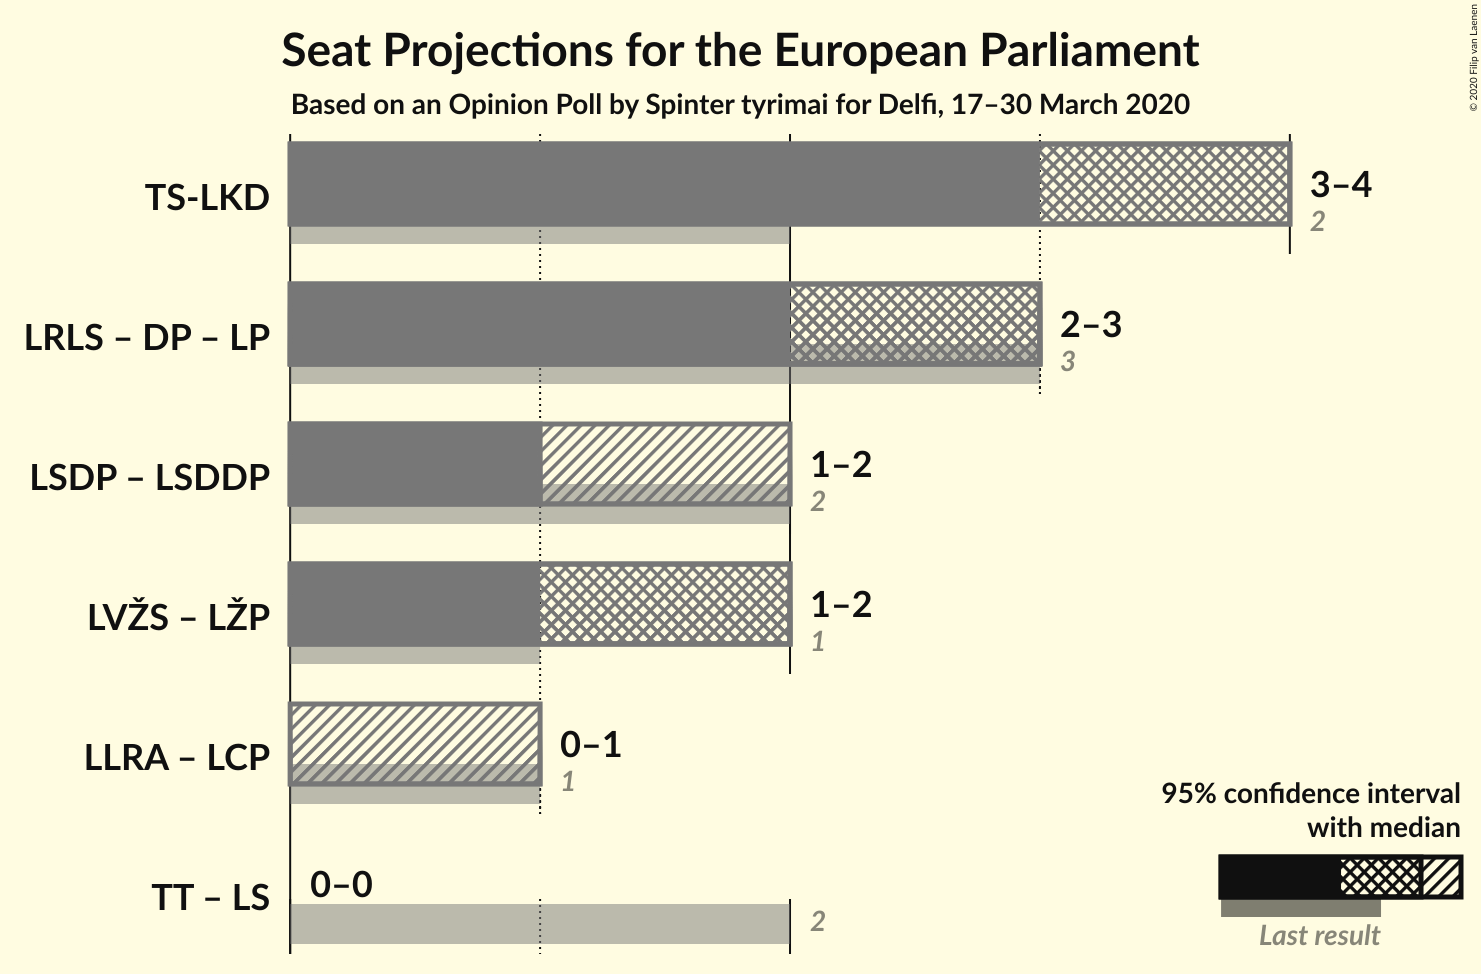 Seat Projections for the European Parliament
Based on an Opinion Poll by Spinter tyrimai for Delfi, 17–30 March 2020
© 2020 Filip van Laenen
TS-LKD
3–4
2
LRLS – DP – LP
2–3
3
LSDP – LSDDP
1–2
2
LVŽS – LŽP
1–2
1
LLRA – LCP
0–1
1
TT – LS
0–0
2
95% confidence interval
with median
Last result